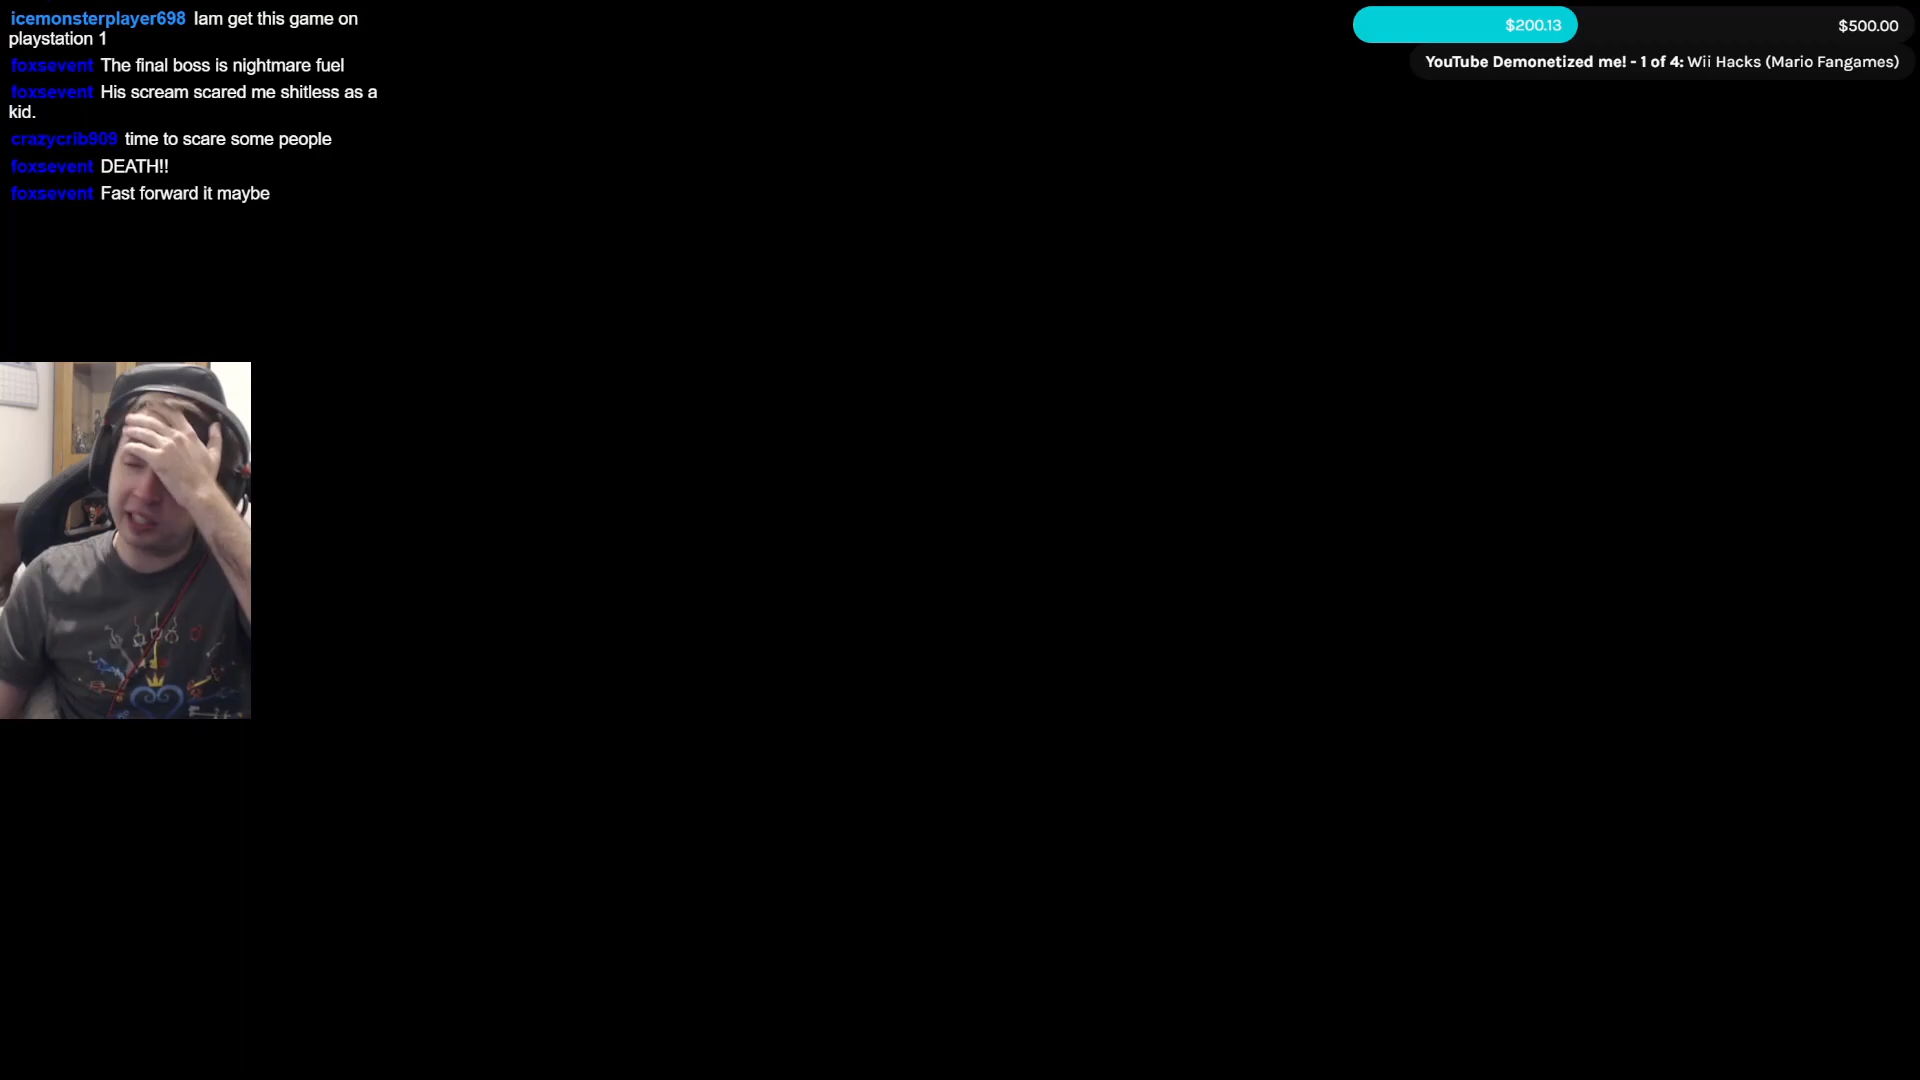 icemonsterplayer698 Iam get this game on
playstation 1
foxsevent The final boss is nightmare fuel
foxsevent His scream scared me shitless as a
kid.
crazycrib909 time to scare some people
foxsevent DEATH!!
foxsevent Fast forward it maybe
$200.13
$500.00
YouTube Demonetized me! - 1 of 4: Wii Hacks (Mario Fangames)